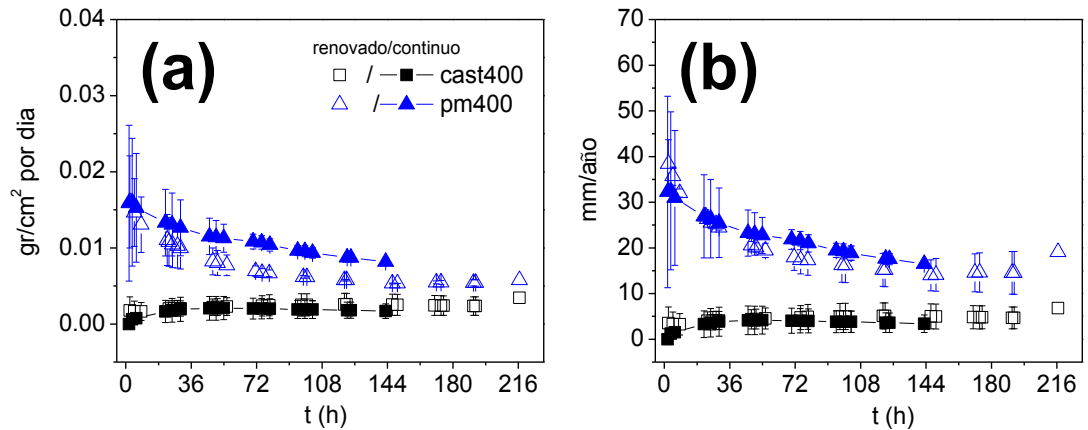 (a)
gr/cm² por dia
0.04
0.03
0.02
0.01
0.00
renovado/continuo
/ cast400
/ pm400
0 36 72 108 144 180 216
t (h)
(b)
mm/año
70
60
50
40
30
20
10
0
0 36 72 108 144 180 216
t (h)